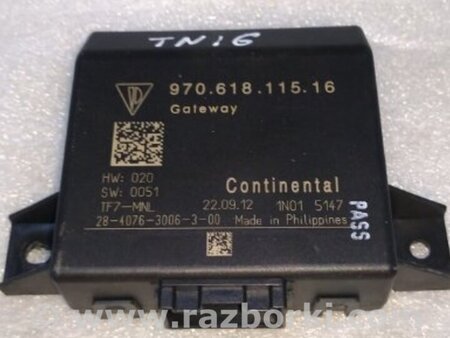 TN16
970.618.115.16
Gateway
HW: 020
SW: 0051
Continental
TF7-MNL 22.09.12 1N01 5147
28-4076-3006-3-00 Made in Philippines
PASS
www.razborki.com